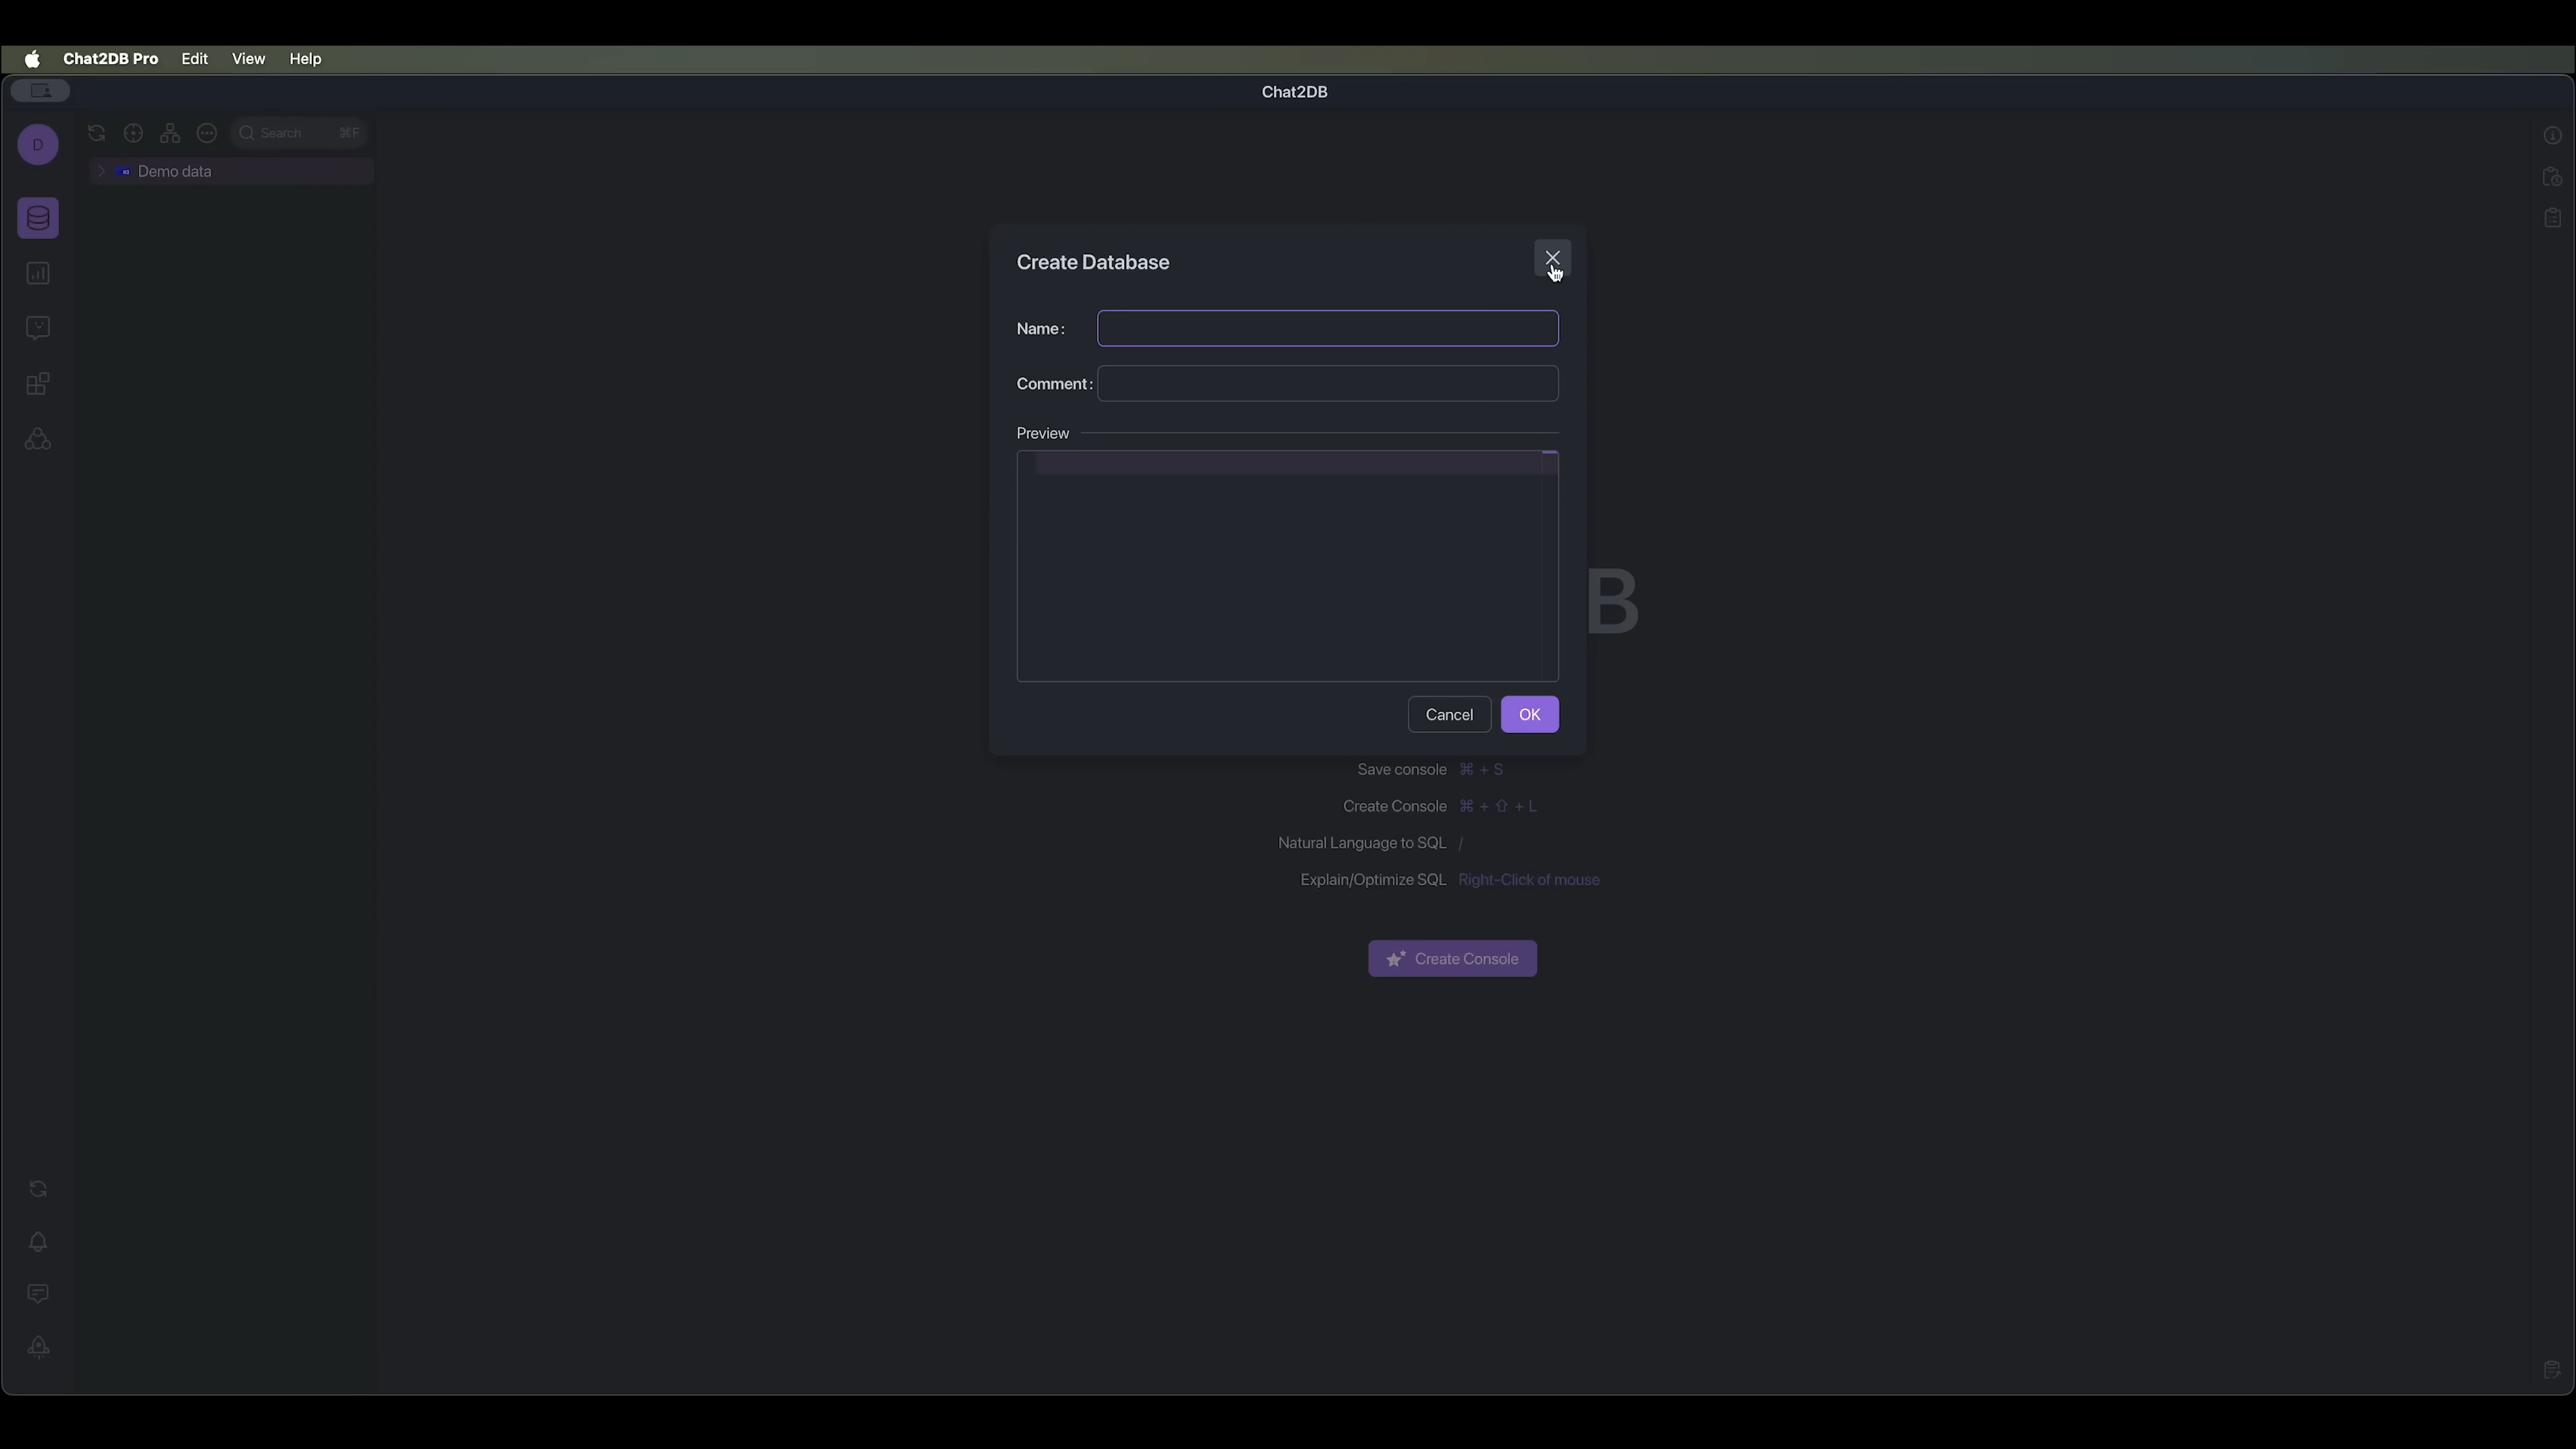 Chat2DB Pro Edit View Help
Chat2DB
D
Search ⌘F
Demo data
Create Database
Name:
Comment:
Preview
B
Cancel OK
Save console ⌘ + S
Create Console ⌘ + ⇧ + L
Natural Language to SQL /
Explain/Optimize SQL Right-Click of mouse
Create Console